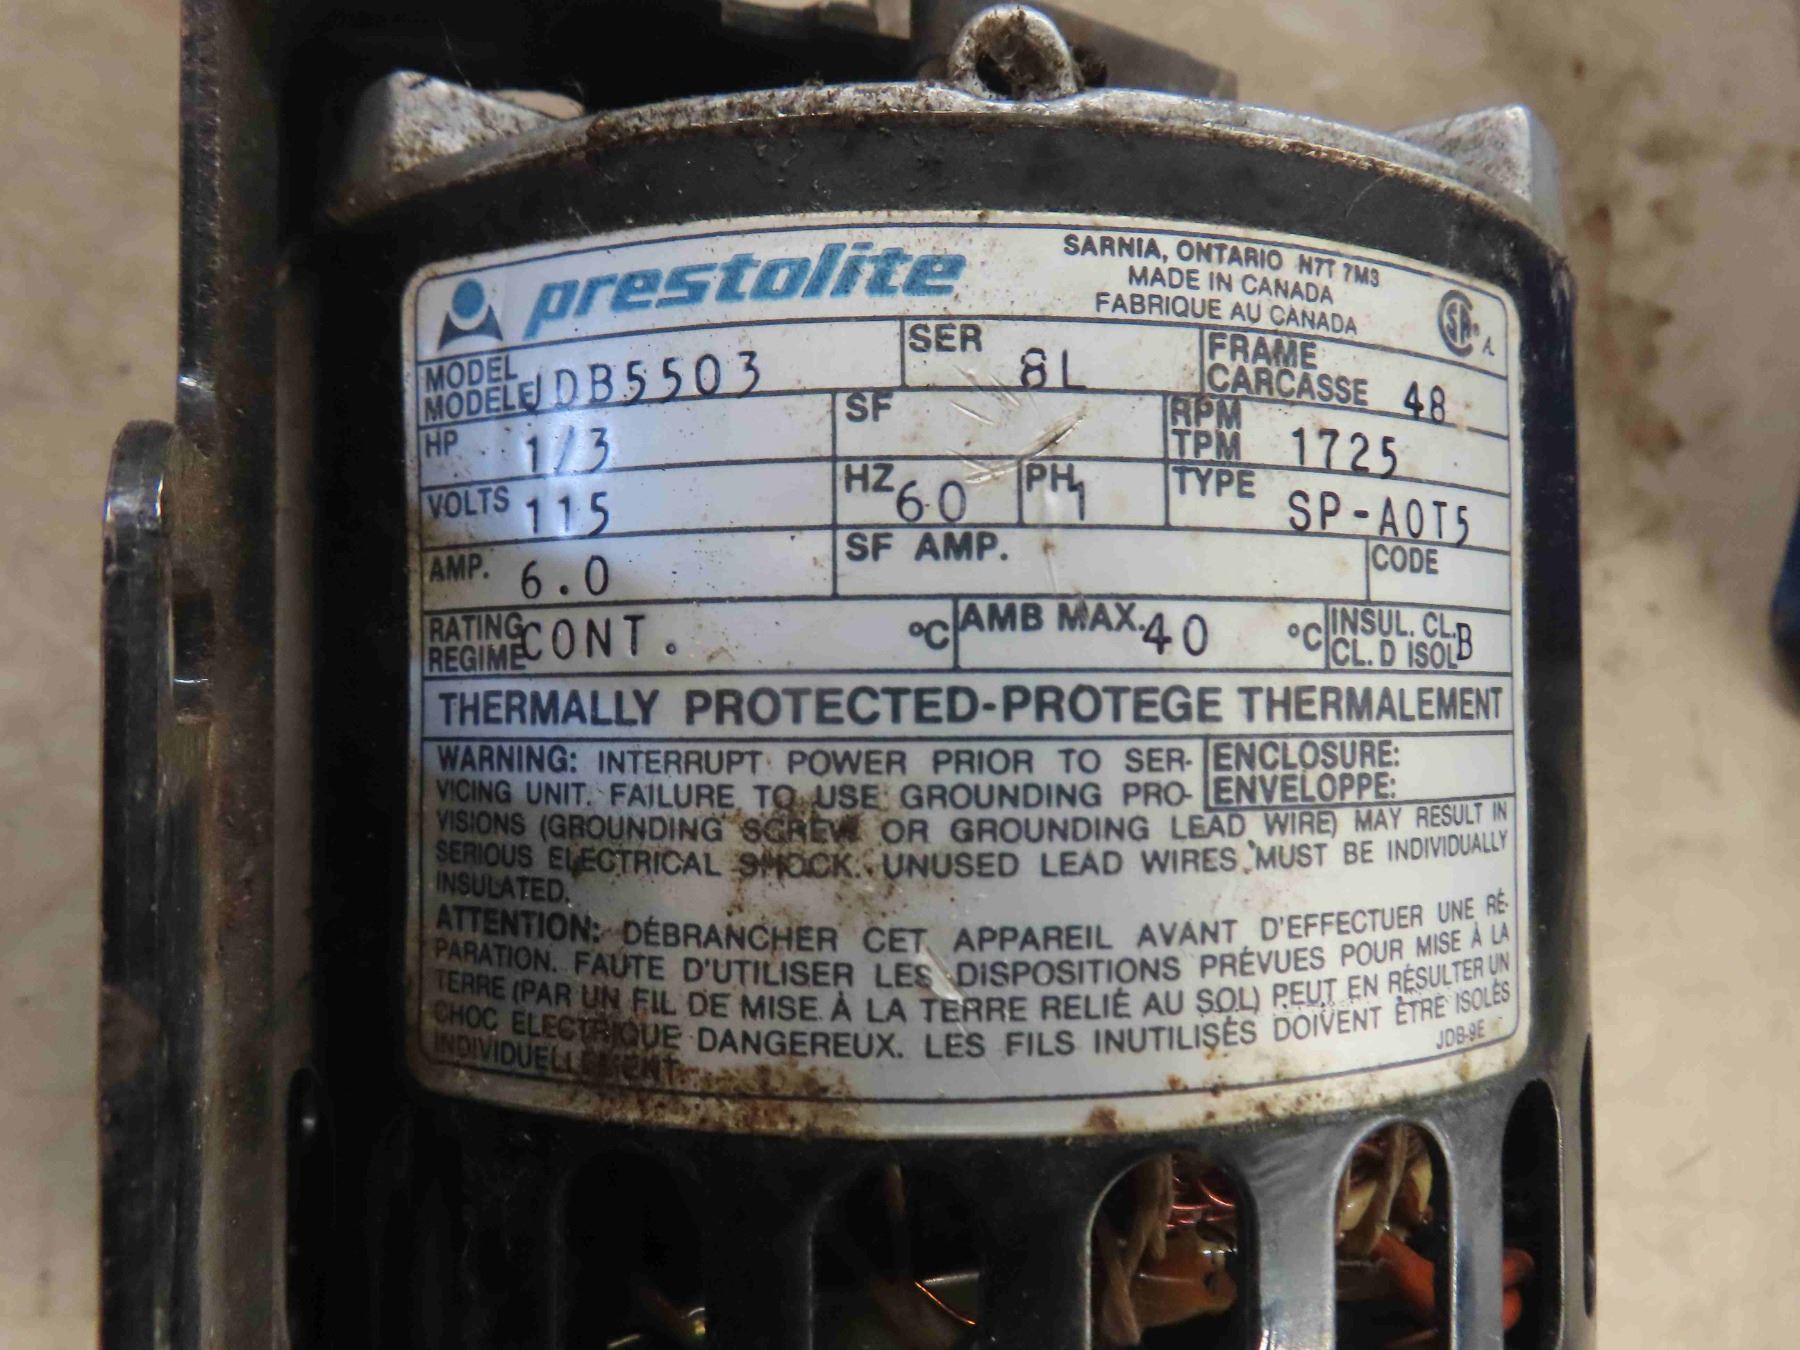 prestolite
SARNIA, ONTARIO N7T 7M3
MADE IN CANADA
FABRIQUE AU CANADA
SA
MODEL
MODELE JDB5503
SER 8L
FRAME
CARCASSE 48
HP 1/3
SF
RPM
TPM 1725
VOLTS 115
HZ 60
PH 1
TYPE SP-A0T5
AMP. 6.0
SF AMP.
CODE
RATING
REGIME CONT. °C
AMB MAX. 40 °C
INSUL. CL.
CL. D ISOL B
THERMALLY PROTECTED-PROTEGE THERMALEMENT
ENCLOSURE:
ENVELOPPE:
WARNING: INTERRUPT POWER PRIOR TO SER-
VICING UNIT. FAILURE TO USE GROUNDING PRO-
VISIONS (GROUNDING SCREW OR GROUNDING LEAD WIRE) MAY RESULT IN
SERIOUS ELECTRICAL SHOCK. UNUSED LEAD WIRES MUST BE INDIVIDUALLY
INSULATED.
ATTENTION: DÉBRANCHER CET APPAREIL AVANT D'EFFECTUER UNE RÉ-
PARATION. FAUTE D'UTILISER LES DISPOSITIONS PRÉVUES POUR MISE À LA
TERRE (PAR UN FIL DE MISE À LA TERRE RELIÉ AU SOL) PEUT EN RÉSULTER UN
CHOC ELECTRIQUE DANGEREUX. LES FILS INUTILISÉS DOIVENT ÊTRE ISOLÉS
INDIVIDUELLEMENT.
JDB-9E